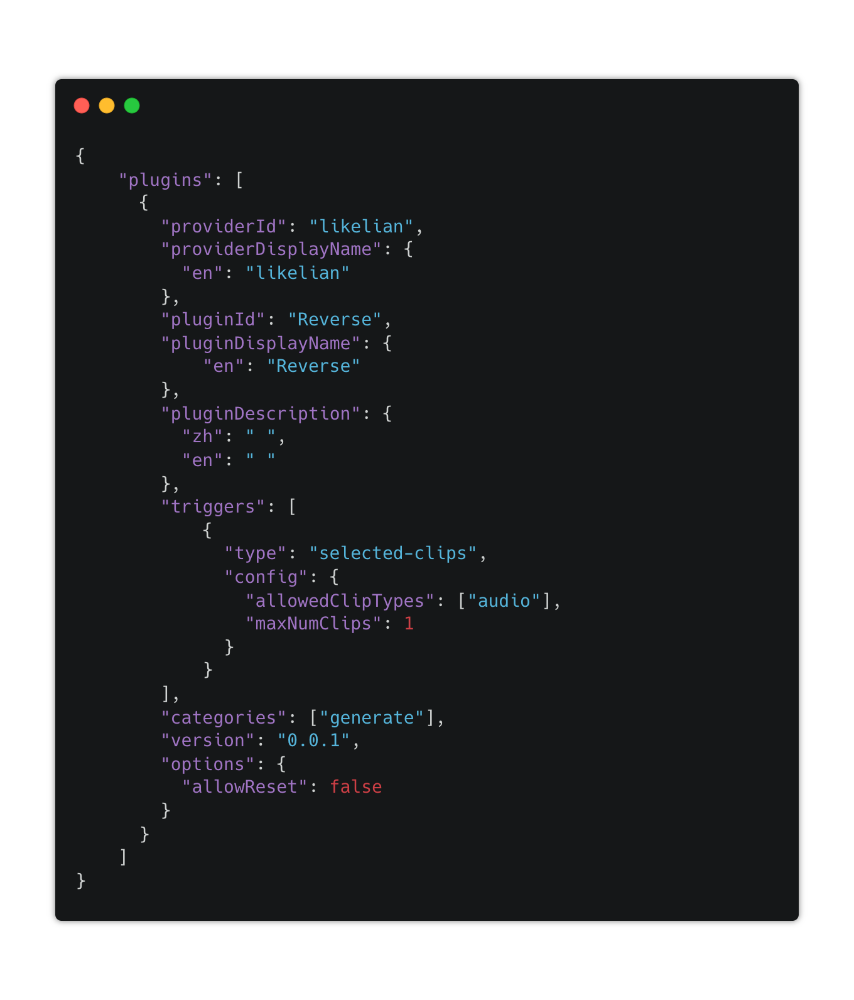 {
    "plugins": [
      {
        "providerId": "likelian",
        "providerDisplayName": {
          "en": "likelian"
        },
        "pluginId": "Reverse",
        "pluginDisplayName": {
            "en": "Reverse"
        },
        "pluginDescription": {
          "zh": " ",
          "en": " "
        },
        "triggers": [
            {
              "type": "selected-clips",
              "config": {
                "allowedClipTypes": ["audio"],
                "maxNumClips": 1
              }
            }
        ],
        "categories": ["generate"],
        "version": "0.0.1",
        "options": {
          "allowReset": false
        }
      }
    ]
}